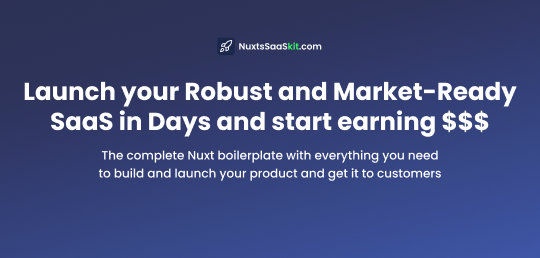 NuxtsSaaSkit.com
Launch your Robust and Market-Ready
SaaS in Days and start earning $$$
The complete Nuxt boilerplate with everything you need
to build and launch your product and get it to customers